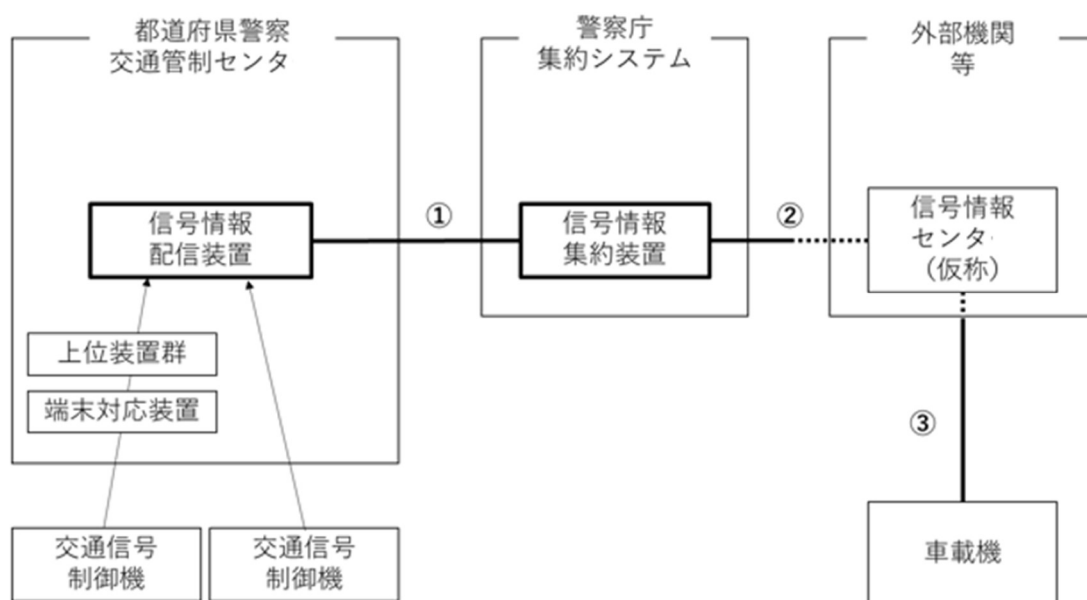 都道府県警察
交通管制センタ
警察庁
集約システム
外部機関
等
信号情報
配信装置
①
信号情報
集約装置
②
信号情報
センタ
（仮称）
上位装置群
端末対応装置
③
交通信号
制御機
交通信号
制御機
車載機